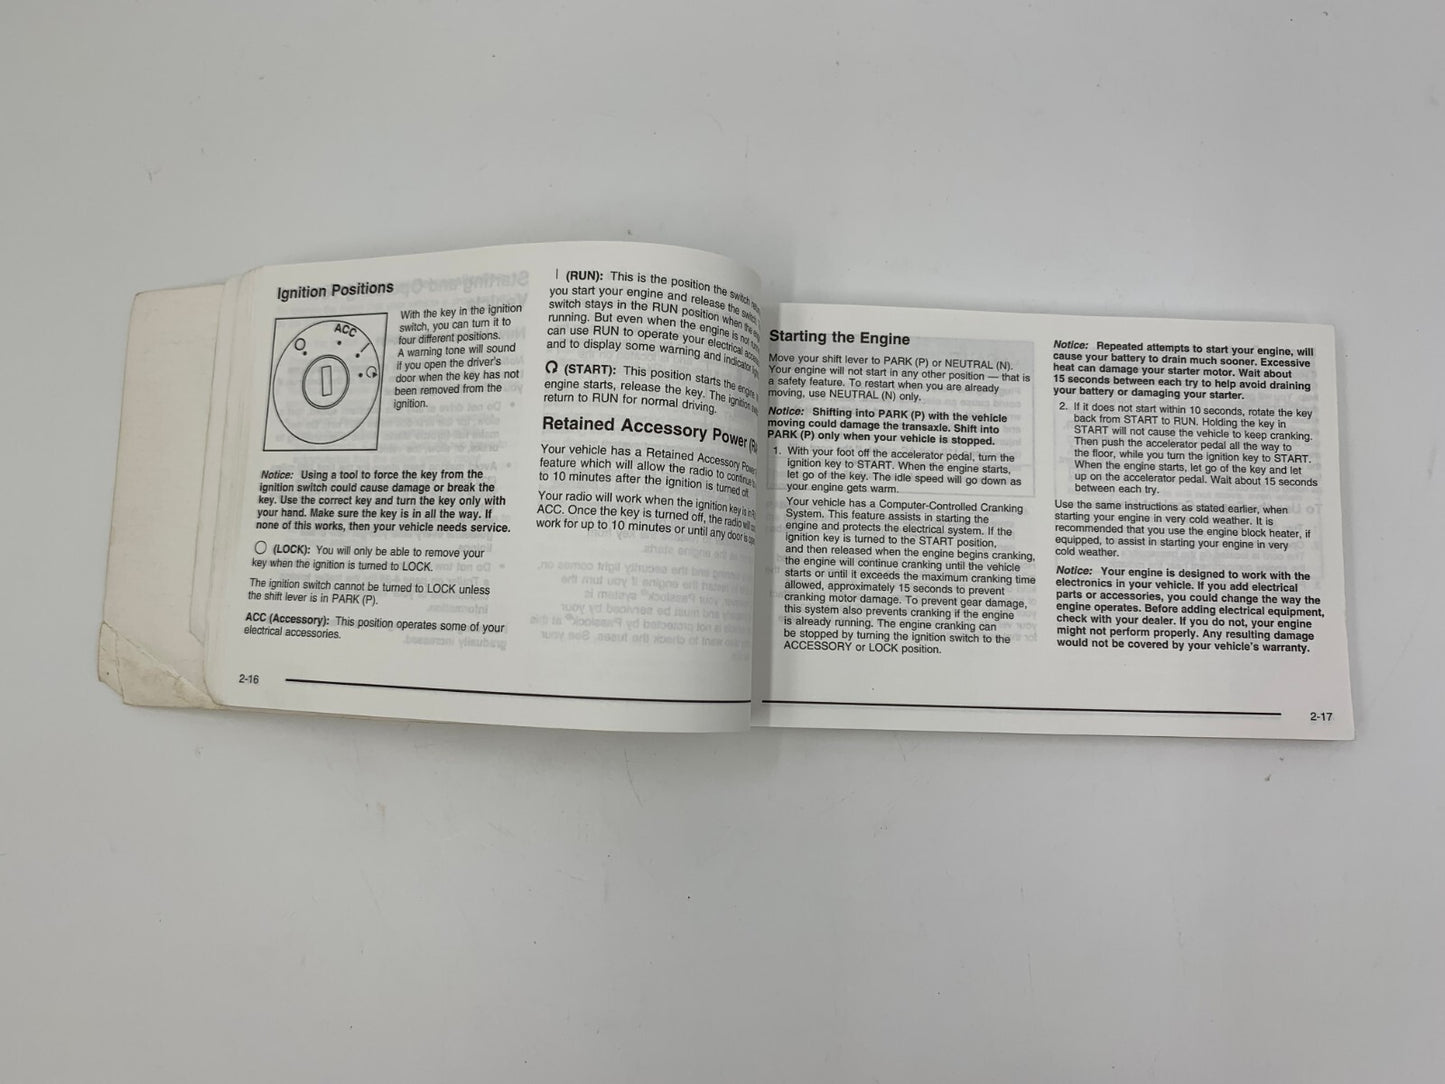 Ignition Positions
ACC
With the key in the ignition
switch, you can turn it to
four different positions.
A warning tone will sound
if you open the driver's
door when the key has not
been removed from the
ignition.
Notice: Using a tool to force the key from the
ignition switch could cause damage or break the
key. Use the correct key and turn the key only with
your hand. Make sure the key is in all the way. If
none of this works, then your vehicle needs service.
(LOCK): You will only be able to remove your
key when the ignition is turned to LOCK.
The ignition switch cannot be turned to LOCK unless
the shift lever is in PARK (P).
ACC (Accessory): This position operates some of your
electrical accessories.
2-16
| (RUN): This is the position the switch
you start your engine and release the switch.
switch stays in the RUN position when the
running. But even when the engine is not
can use RUN to operate your electrical
and to display some warning and indicator
(START): This position starts the engine.
engine starts, release the key. The ignition
return to RUN for normal driving.
Retained Accessory Power
Your vehicle has a Retained Accessory Power
feature which will allow the radio to continue
to 10 minutes after the ignition is turned off.
Your radio will work when the ignition key is in
ACC. Once the key is turned off, the radio will
work for up to 10 minutes or until any door is
Starting the Engine
Move your shift lever to PARK (P) or NEUTRAL (N).
Your engine will not start in any other position — that is
a safety feature. To restart when you are already
moving, use NEUTRAL (N) only.
Notice: Shifting into PARK (P) with the vehicle
moving could damage the transaxle. Shift into
PARK (P) only when your vehicle is stopped.
1. With your foot off the accelerator pedal, turn the
ignition key to START. When the engine starts,
let go of the key. The idle speed will go down as
your engine gets warm.
Your vehicle has a Computer-Controlled Cranking
System. This feature assists in starting the
engine and protects the electrical system. If the
ignition key is turned to the START position,
and then released when the engine begins cranking,
the engine will continue cranking until the vehicle
starts or until it exceeds the maximum cranking time
allowed, approximately 15 seconds to prevent
cranking motor damage. To prevent gear damage,
this system also prevents cranking if the engine
is already running. The engine cranking can
be stopped by turning the ignition switch to the
ACCESSORY or LOCK position.
Notice: Repeated attempts to start your engine, will
cause your battery to drain much sooner. Excessive
heat can damage your starter motor. Wait about
15 seconds between each try to help avoid draining
your battery or damaging your starter.
2. If it does not start within 10 seconds, rotate the key
back from START to RUN. Holding the key in
START will not cause the vehicle to keep cranking.
Then push the accelerator pedal all the way to
the floor, while you turn the ignition key to START.
When the engine starts, let go of the key and let
up on the accelerator pedal. Wait about 15 seconds
between each try.
Use the same instructions as stated earlier, when
starting your engine in very cold weather. It is
recommended that you use the engine block heater, if
equipped, to assist in starting your engine in very
cold weather.
Notice: Your engine is designed to work with the
electronics in your vehicle. If you add electrical
parts or accessories, you could change the way the
engine operates. Before adding electrical equipment,
check with your dealer. If you do not, your engine
might not perform properly. Any resulting damage
would not be covered by your vehicle's warranty.
2-17